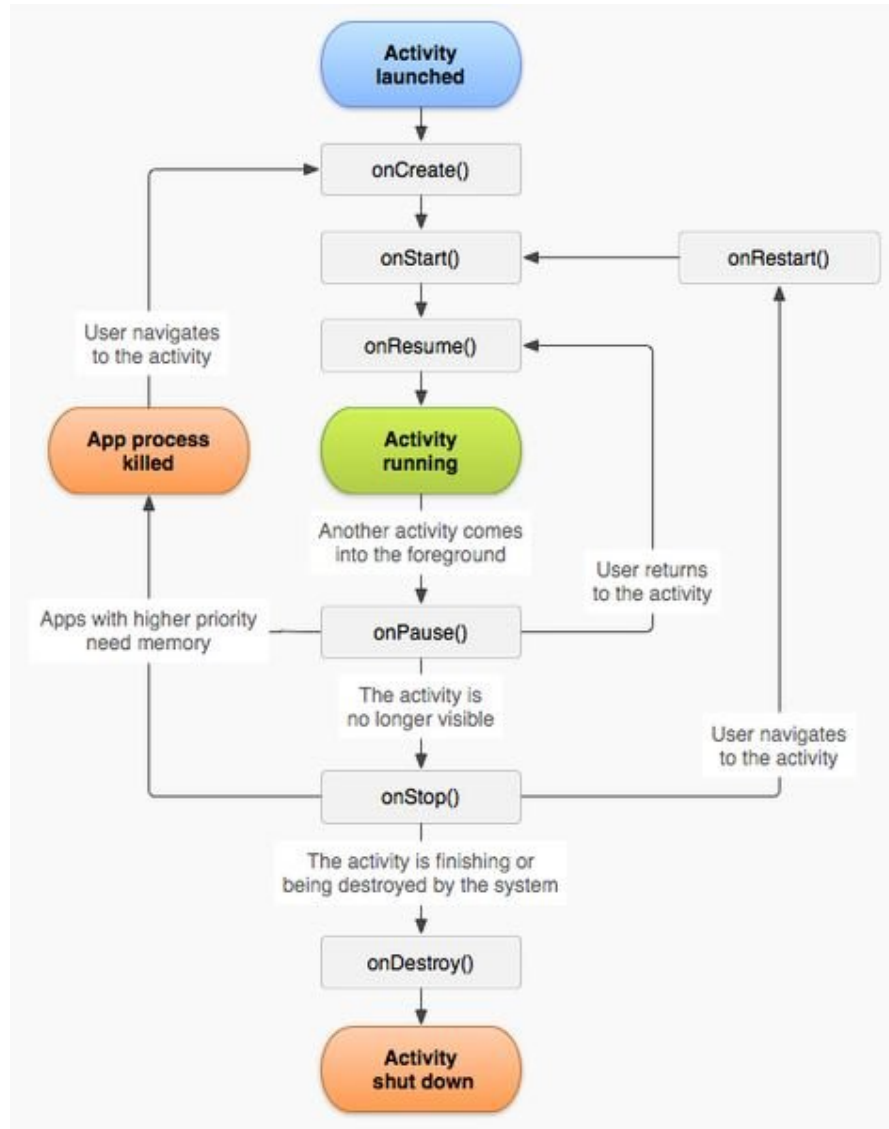 Activity
launched
onCreate()
onStart()
onRestart()
onResume()
User navigates
to the activity
App process
killed
Activity
running
Another activity comes
into the foreground
User returns
to the activity
Apps with higher priority
need memory
onPause()
The activity is
no longer visible
User navigates
to the activity
onStop()
The activity is finishing or
being destroyed by the system
onDestroy()
Activity
shut down